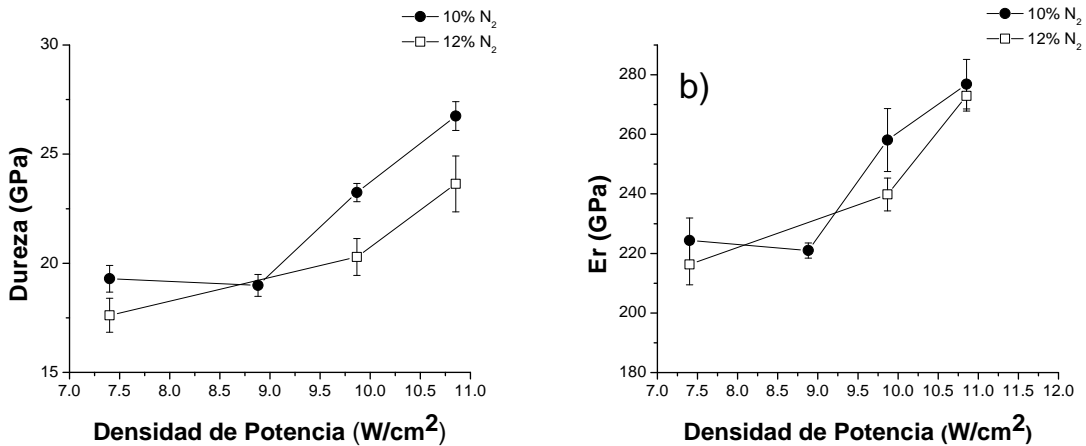 10% N₂
12% N₂
30
25
20
15
7.0 7.5 8.0 8.5 9.0 9.5 10.0 10.5 11.0
Dureza (GPa)
Densidad de Potencia (W/cm²)
10% N₂
12% N₂
b)
280
260
240
220
200
180
7.0 7.5 8.0 8.5 9.0 9.5 10.0 10.5 11.0 11.5 12.0
Er (GPa)
Densidad de Potencia (W/cm²)